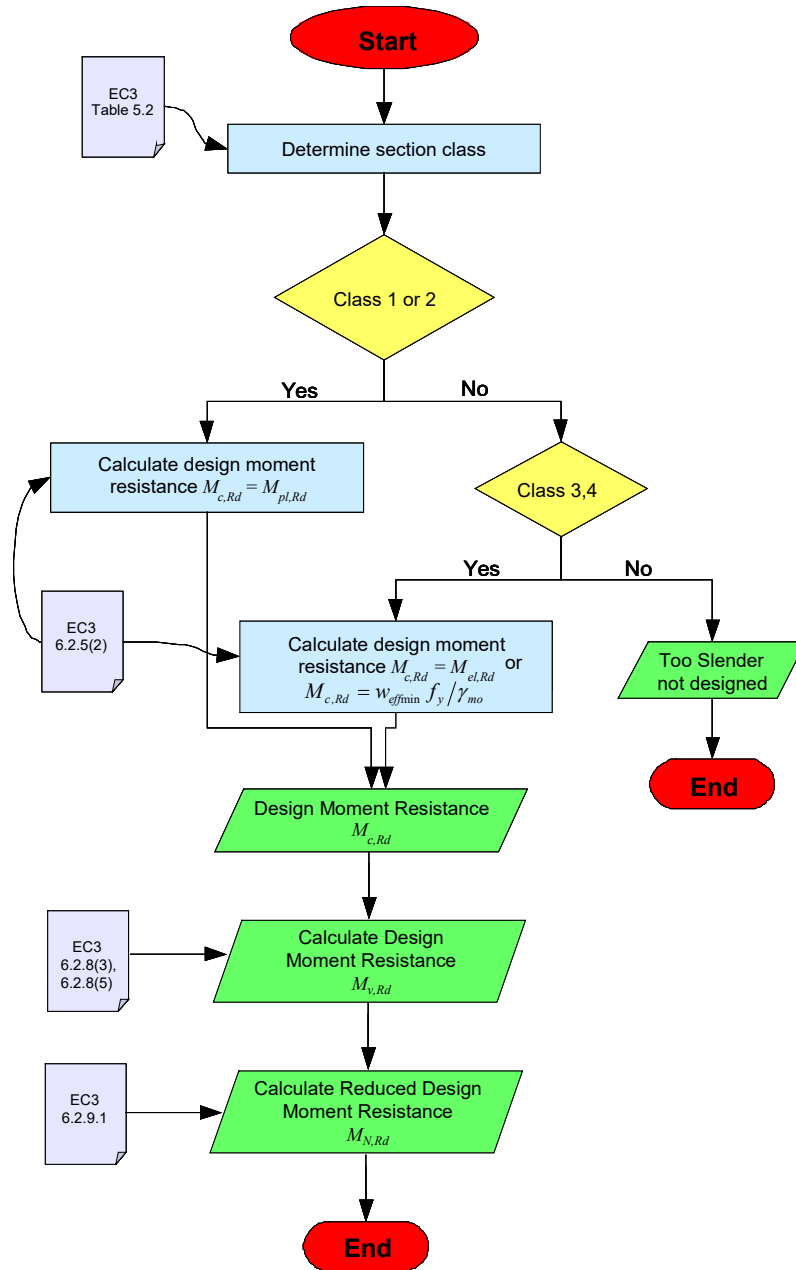 Start
EC3
Table 5.2
Determine section class
Class 1 or 2
Yes
No
Calculate design moment
resistance M_{c,Rd} = M_{pl,Rd}
Class 3,4
Yes
No
EC3
6.2.5(2)
Calculate design moment
resistance M_{c,Rd} = M_{el,Rd} or
M_{c,Rd} = w_{effmin} f_y / γ_{mo}
Too Slender
not designed
End
Design Moment Resistance
M_{c,Rd}
EC3
6.2.8(3),
6.2.8(5)
Calculate Design
Moment Resistance
M_{v,Rd}
EC3
6.2.9.1
Calculate Reduced Design
Moment Resistance
M_{N,Rd}
End